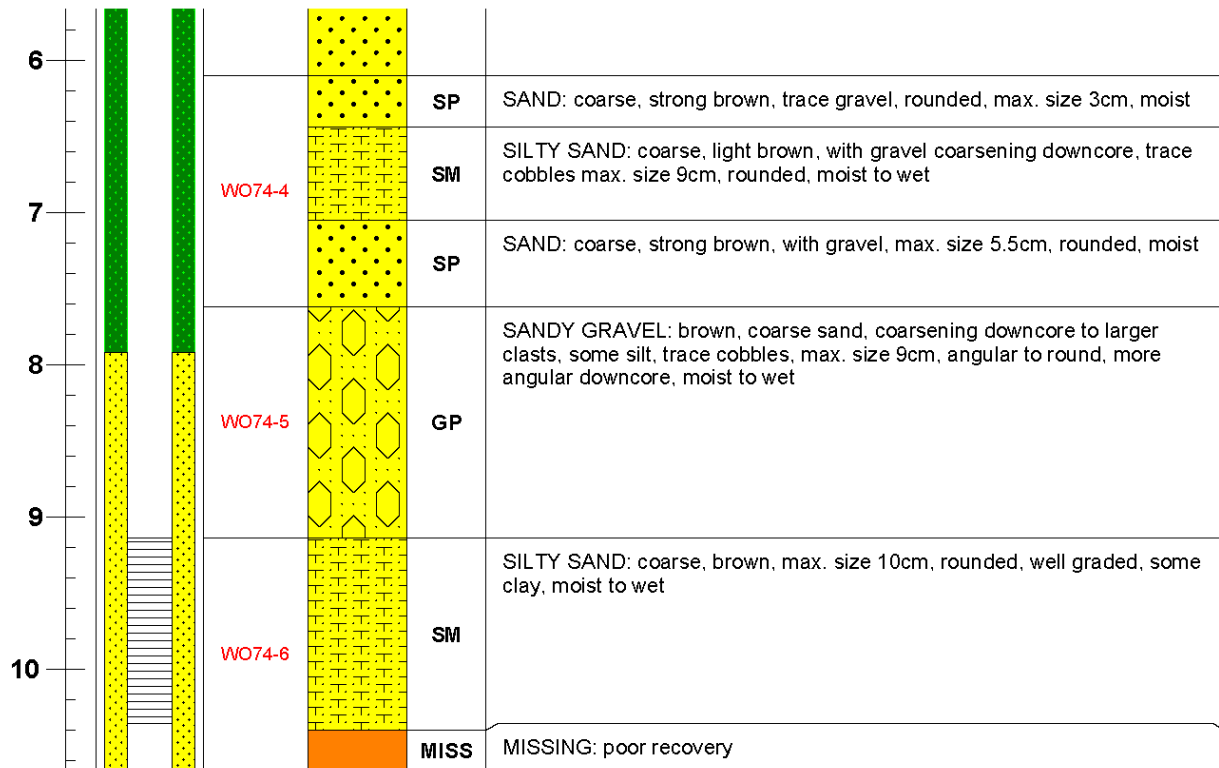 6
SP
SAND: coarse, strong brown, trace gravel, rounded, max. size 3cm, moist
WO74-4
SM
SILTY SAND: coarse, light brown, with gravel coarsening downcore, trace
cobbles max. size 9cm, rounded, moist to wet
7
SP
SAND: coarse, strong brown, with gravel, max. size 5.5cm, rounded, moist
8
WO74-5
GP
SANDY GRAVEL: brown, coarse sand, coarsening downcore to larger
clasts, some silt, trace cobbles, max. size 9cm, angular to round, more
angular downcore, moist to wet
9
WO74-6
SM
SILTY SAND: coarse, brown, max. size 10cm, rounded, well graded, some
clay, moist to wet
10
MISS
MISSING: poor recovery